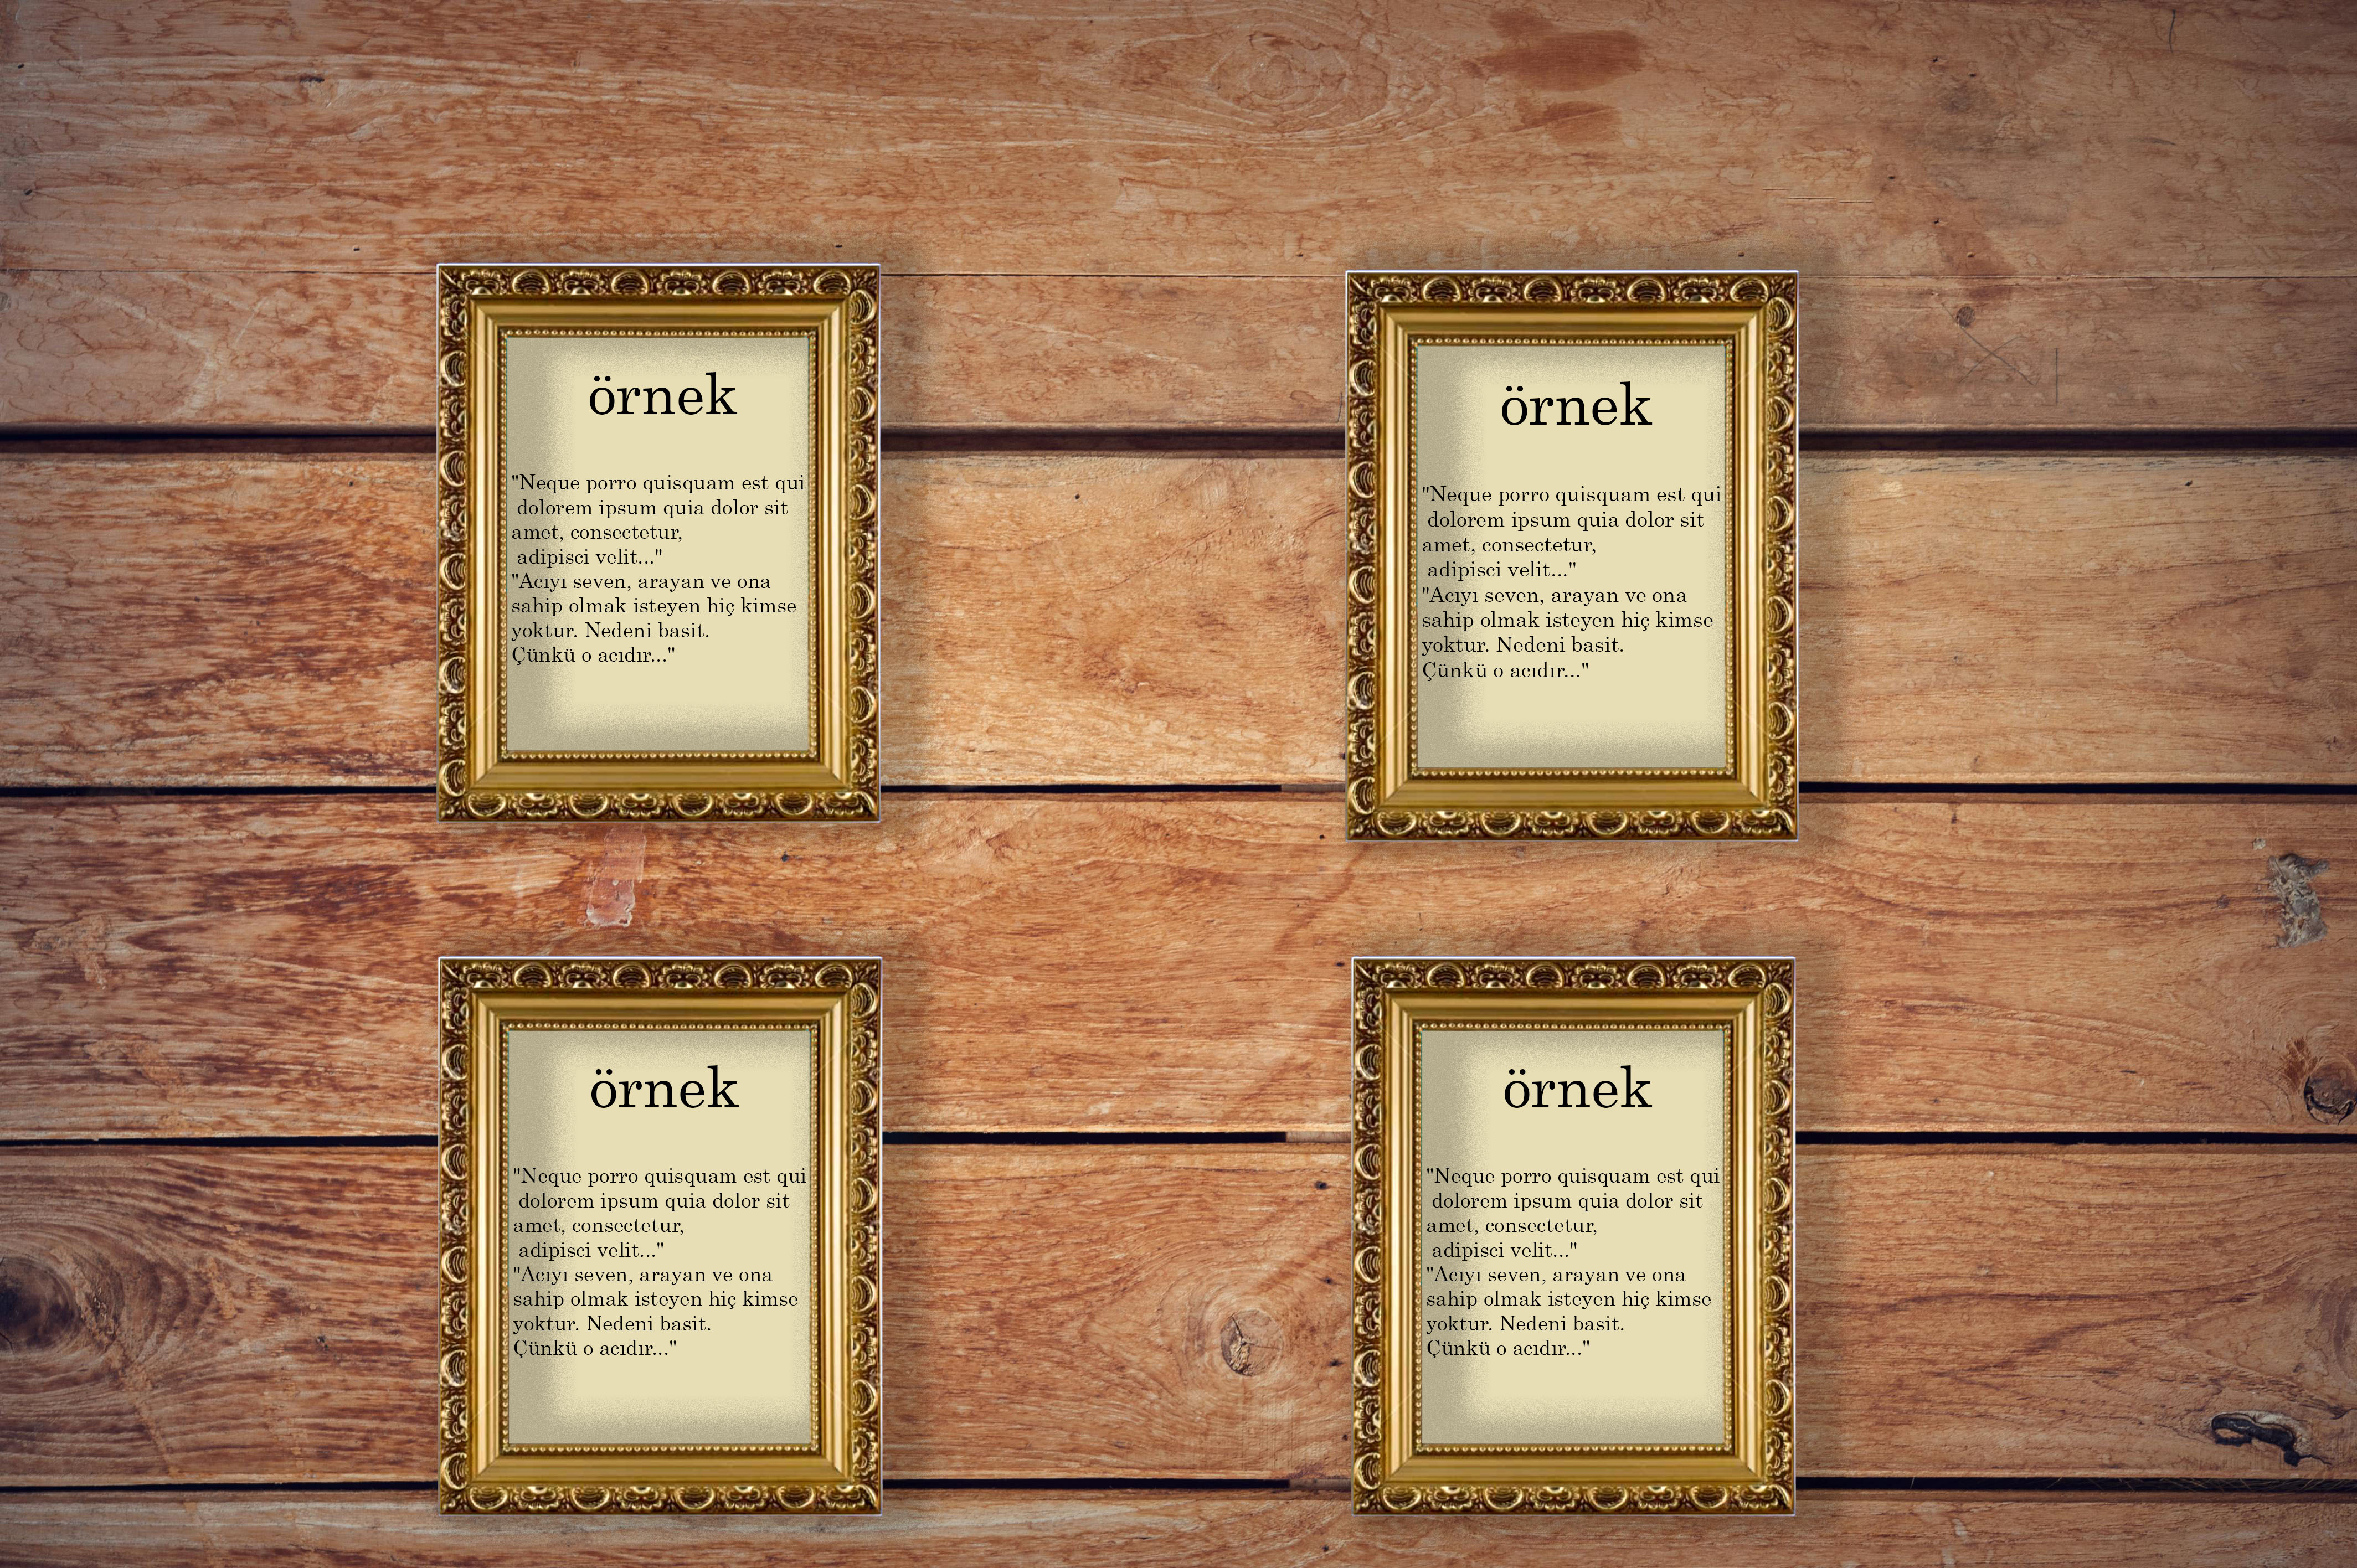 örnek
"Neque porro quisquam est qui
dolorem ipsum quia dolor sit
amet, consectetur,
adipisci velit..."
"Acıyı seven, arayan ve ona
sahip olmak isteyen hiç kimse
yoktur. Nedeni basit.
Çünkü o acıdır..."
örnek
"Neque porro quisquam est qui
dolorem ipsum quia dolor sit
amet, consectetur,
adipisci velit..."
"Acıyı seven, arayan ve ona
sahip olmak isteyen hiç kimse
yoktur. Nedeni basit.
Çünkü o acıdır..."
örnek
"Neque porro quisquam est qui
dolorem ipsum quia dolor sit
amet, consectetur,
adipisci velit..."
"Acıyı seven, arayan ve ona
sahip olmak isteyen hiç kimse
yoktur. Nedeni basit.
Çünkü o acıdır..."
örnek
"Neque porro quisquam est qui
dolorem ipsum quia dolor sit
amet, consectetur,
adipisci velit..."
"Acıyı seven, arayan ve ona
sahip olmak isteyen hiç kimse
yoktur. Nedeni basit.
Çünkü o acıdır..."